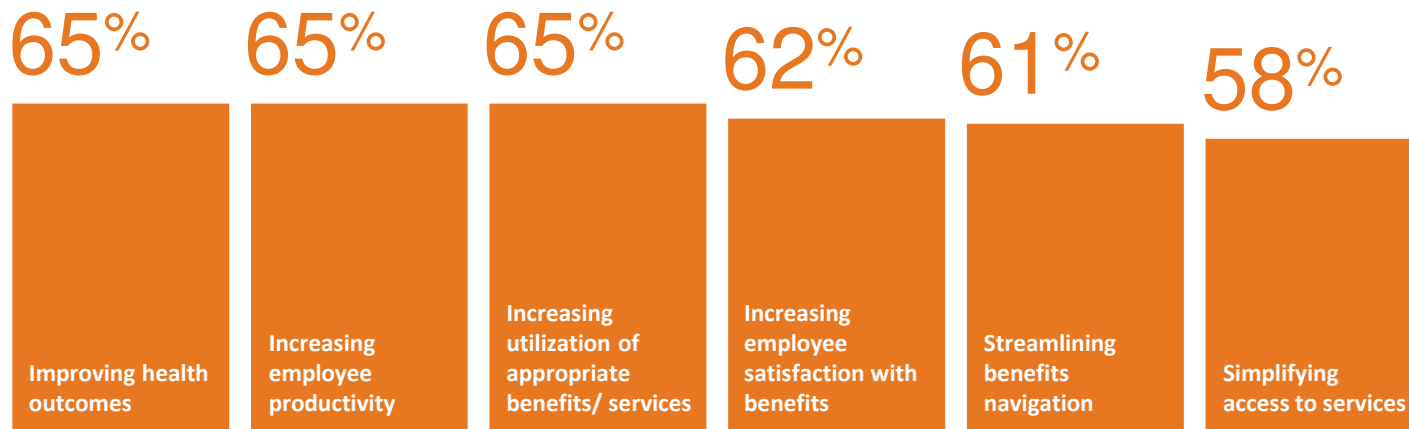 65%
65%
65%
62%
61%
58%
Improving health
outcomes
Increasing
employee
productivity
Increasing
utilization of
appropriate
benefits/ services
Increasing
employee
satisfaction with
benefits
Streamlining
benefits
navigation
Simplifying
access to services